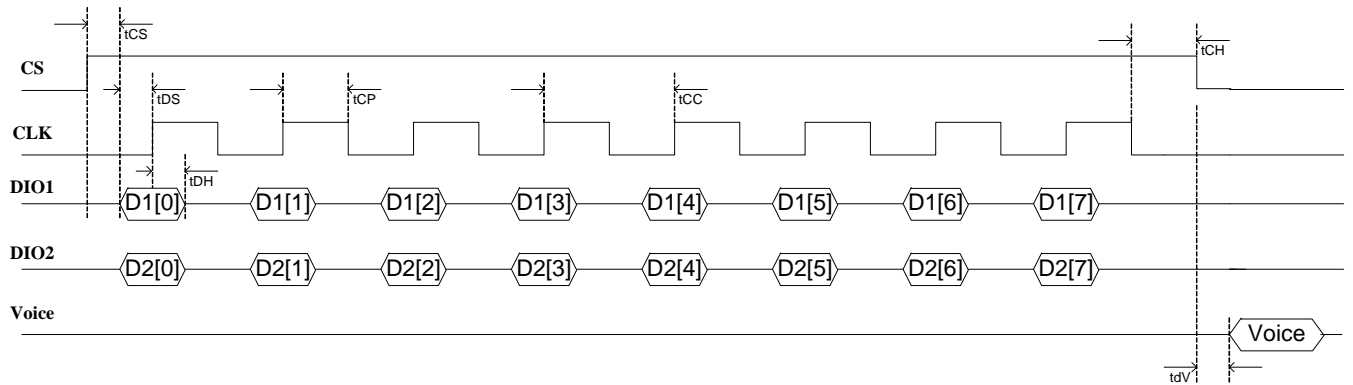 tCS
tCH
CS
tDS
tCP
tCC
CLK
tDH
DIO1
D1[0] D1[1] D1[2] D1[3] D1[4] D1[5] D1[6] D1[7]
DIO2
D2[0] D2[1] D2[2] D2[3] D2[4] D2[5] D2[6] D2[7]
Voice
Voice
tdV